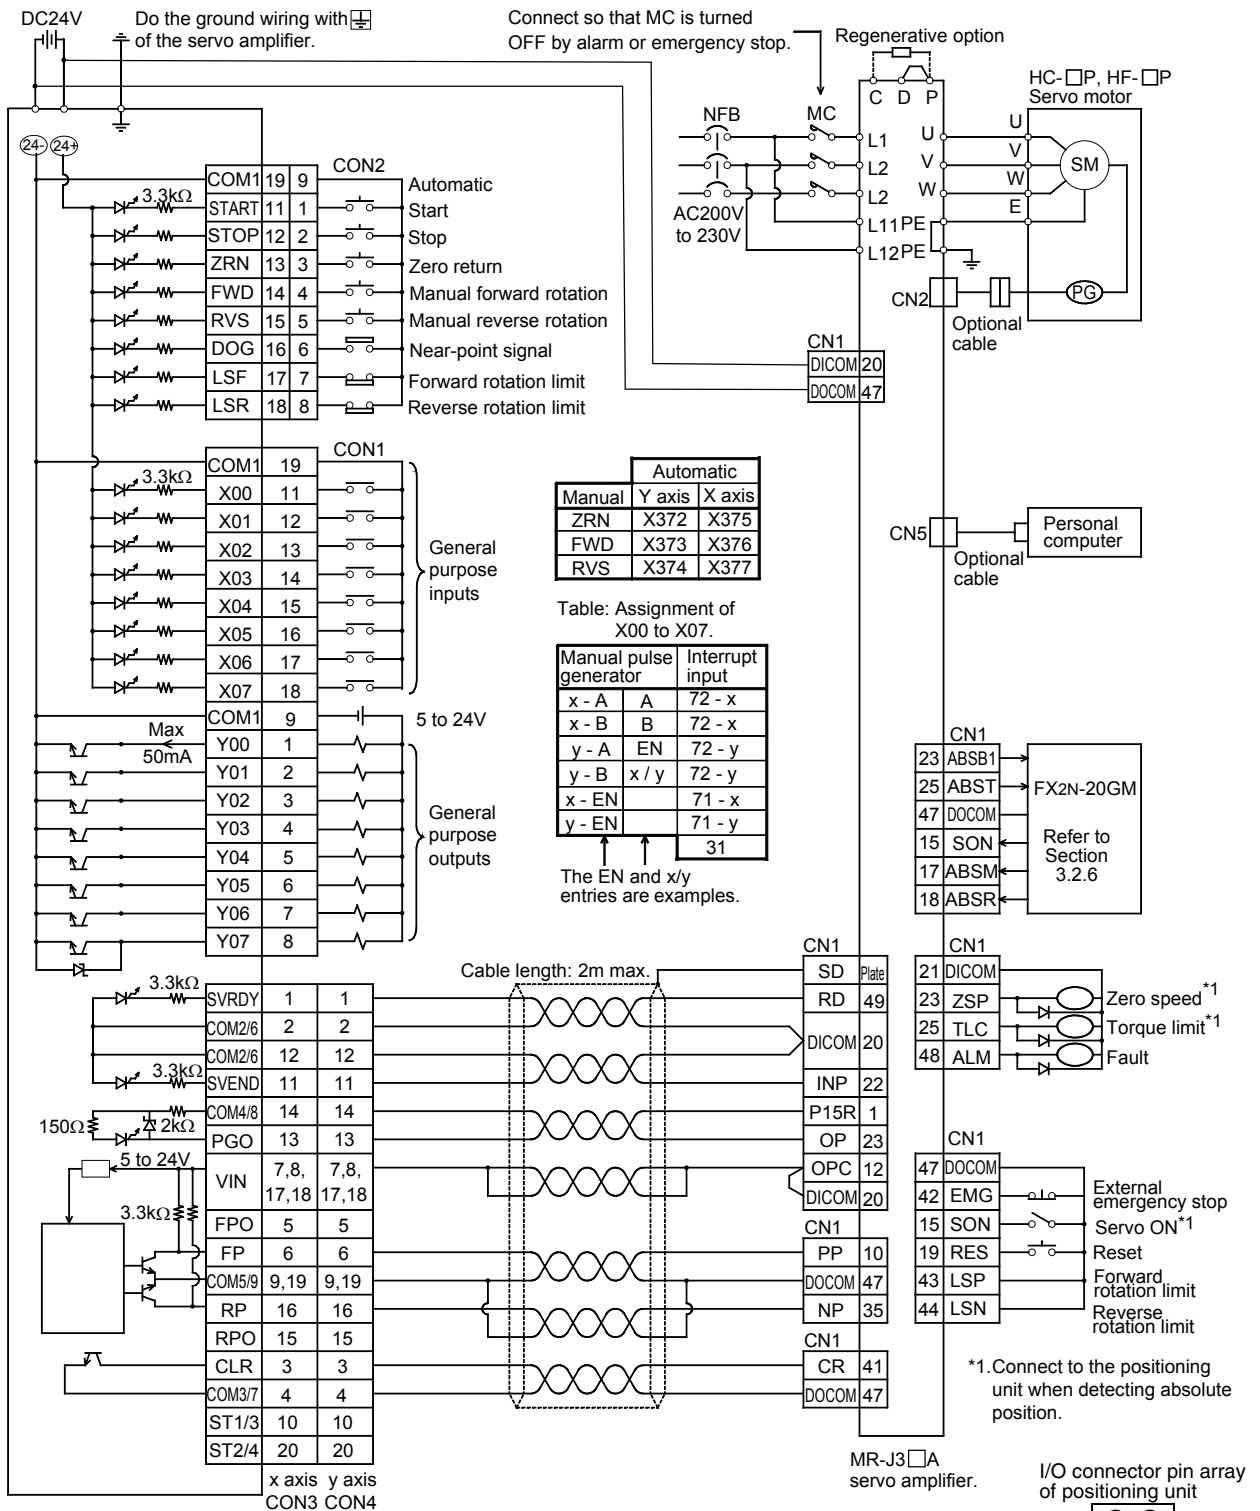 DC24V
Do the ground wiring with
of the servo amplifier.
Connect so that MC is turned
OFF by alarm or emergency stop.
Regenerative option
HC-□P, HF-□P
Servo motor
C D P
NFB
MC
L1
L2
L2
L11
L12
U
V
W
PE
PE
U
V
W
E
SM
PG
AC200V
to 230V
CN2
Optional
cable
24-
24+
CON2
COM1 19 9 Automatic
3.3kΩ
START 11 1 Start
STOP 12 2 Stop
ZRN 13 3 Zero return
FWD 14 4 Manual forward rotation
RVS 15 5 Manual reverse rotation
DOG 16 6 Near-point signal
LSF 17 7 Forward rotation limit
LSR 18 8 Reverse rotation limit
CN1
DICOM 20
DOCOM 47
CON1
COM1 19
3.3kΩ
X00 11
X01 12
X02 13
X03 14
X04 15
X05 16
X06 17
X07 18
General
purpose
inputs
COM1 9
5 to 24V
Max
50mA
Y00 1
Y01 2
Y02 3
Y03 4
Y04 5
Y05 6
Y06 7
Y07 8
General
purpose
outputs
Automatic
Manual Y axis X axis
ZRN X372 X375
FWD X373 X376
RVS X374 X377
Table: Assignment of
X00 to X07.
Manual pulse
generator
Interrupt
input
x - A A 72 - x
x - B B 72 - x
y - A EN 72 - y
y - B x / y 72 - y
x - EN 71 - x
y - EN 71 - y
31
The EN and x/y
entries are examples.
CN5
Optional
cable
Personal
computer
CN1
23 ABSB1
25 ABST
47 DOCOM
15 SON
17 ABSM
18 ABSR
FX2N-20GM
Refer to
Section
3.2.6
Cable length: 2m max.
3.3kΩ
SVRDY 1 1
COM2/6 2 2
COM2/6 12 12
3.3kΩ
SVEND 11 11
COM4/8 14 14
150Ω
2kΩ
PGO 13 13
5 to 24V
VIN
7,8, 7,8,
17,18 17,18
3.3kΩ
FPO 5 5
FP 6 6
COM5/9 9,19 9,19
RP 16 16
RPO 15 15
CLR 3 3
COM3/7 4 4
ST1/3 10 10
ST2/4 20 20
x axis y axis
CON3 CON4
CN1
SD Plate
RD 49
DICOM 20
INP 22
P15R 1
OP 23
OPC 12
DICOM 20
CN1
PP 10
DOCOM 47
NP 35
CN1
CR 41
DOCOM 47
CN1
21 DICOM
23 ZSP Zero speed*1
25 TLC Torque limit*1
48 ALM Fault
CN1
47 DOCOM
42 EMG External
emergency stop
15 SON Servo ON*1
19 RES Reset
43 LSP Forward
rotation limit
44 LSN Reverse
rotation limit
*1.Connect to the positioning
unit when detecting absolute
position.
MR-J3□A
servo amplifier.
I/O connector pin array
of positioning unit